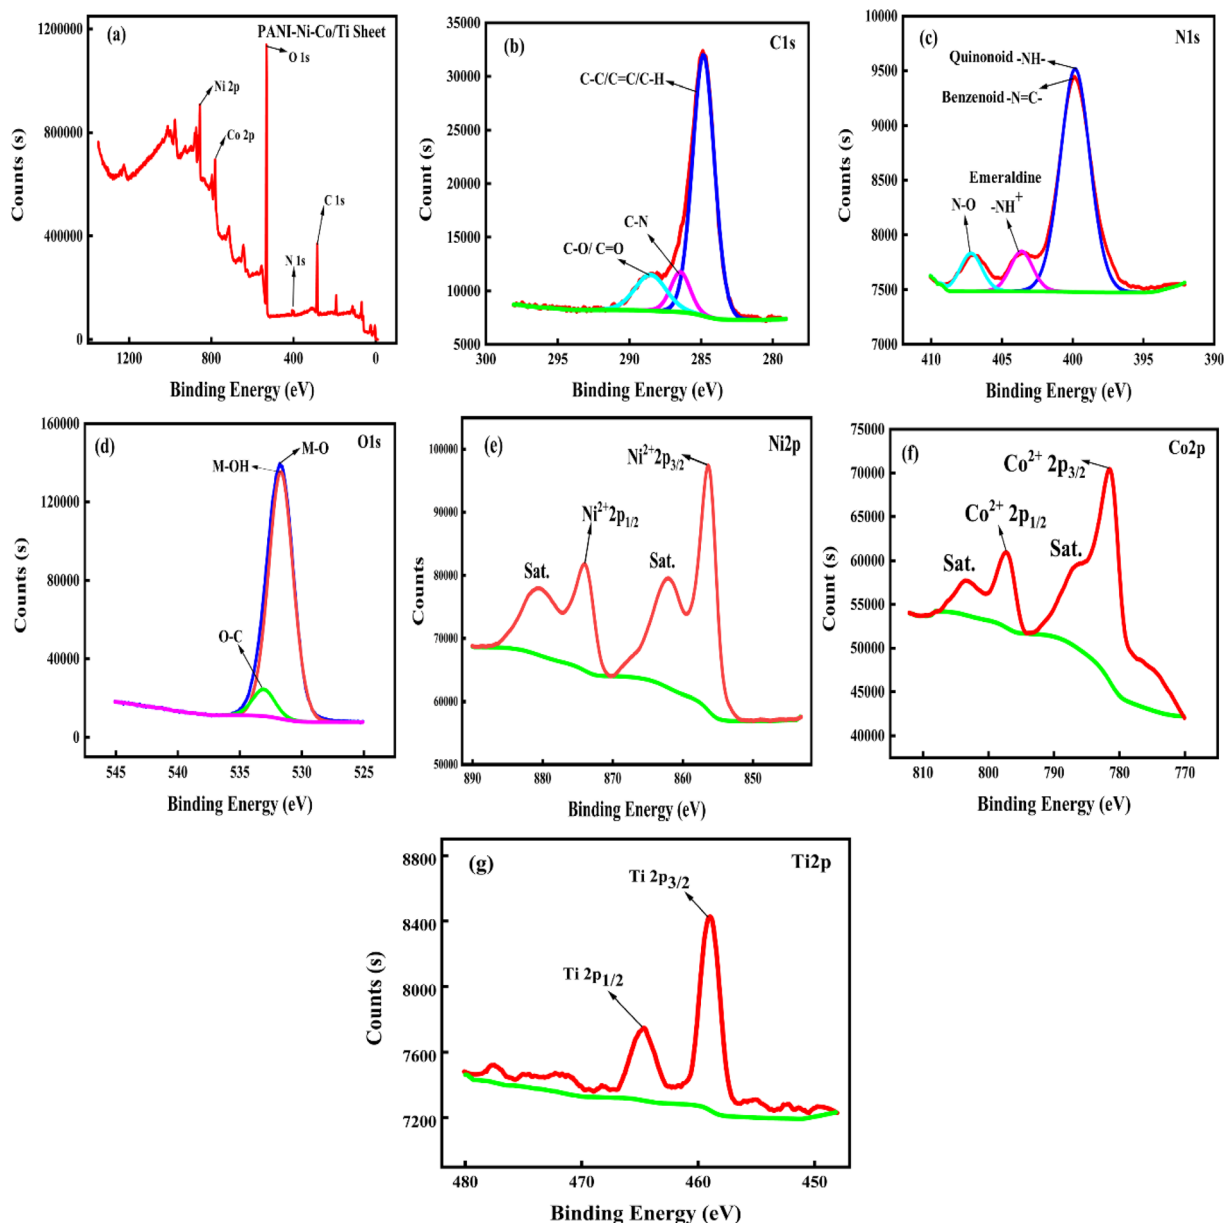 (a)
PANI-Ni-Co/Ti Sheet
O 1s
Ni 2p
Co 2p
C 1s
N 1s
1200000
800000
400000
0
1200
800
400
0
Counts (s)
Binding Energy (eV)
(b)
C1s
C-C/C=C/C-H
C-N
C-O/ C=O
35000
30000
25000
20000
15000
10000
5000
300
290
285
280
Count (s)
Binding Energy (eV)
(c)
N1s
Quinonoid -NH-
Benzenoid -N=C-
Emeraldine
-NH+
N-O
10000
9500
9000
8000
8500
7500
7000
410
405
400
395
390
Counts (s)
Binding Energy (eV)
(d)
O1s
M-O
M-OH
O-C
160000
120000
80000
40000
0
545
540
535
530
525
Counts (s)
Binding Energy (eV)
(e)
Ni2p
Ni2+2p3/2
Ni2+2p1/2
Sat.
Sat.
100000
90000
80000
70000
60000
50000
890
880
870
860
850
Counts
Binding Energy (eV)
(f)
Co2p
Co2+ 2p3/2
Co2+ 2p1/2
Sat.
Sat.
75000
70000
65000
60000
55000
50000
45000
40000
810
800
790
780
770
Count (s)
Binding Energy (eV)
(g)
Ti2p
Ti 2p3/2
Ti 2p1/2
8800
8400
8000
7600
7200
480
470
460
450
Counts (s)
Binding Energy (eV)